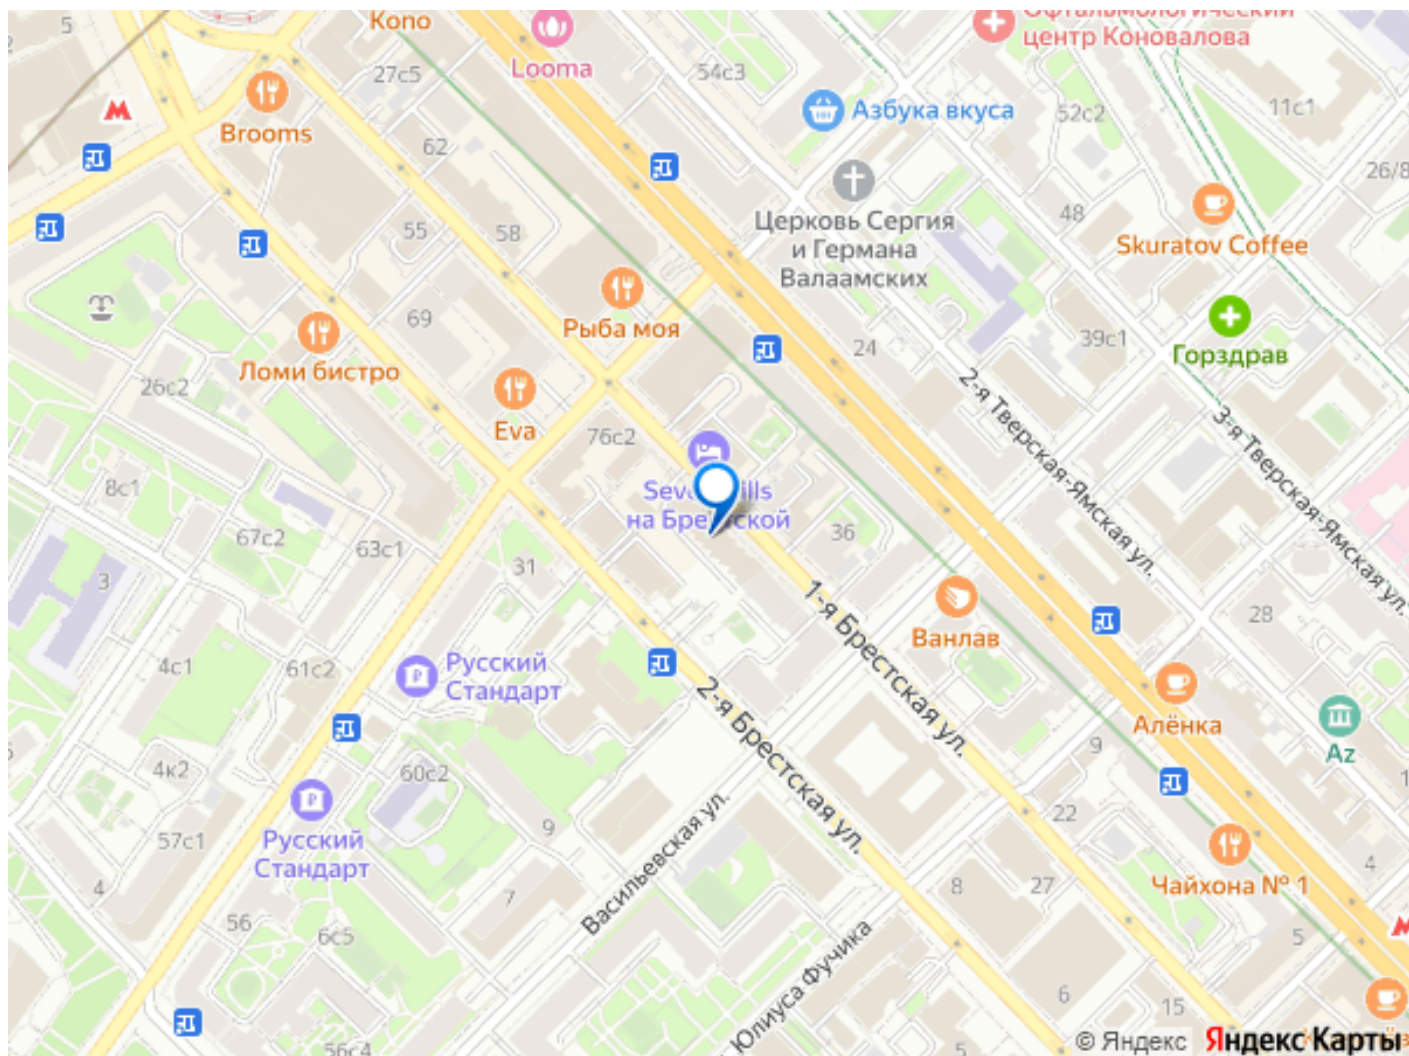 5
Kono
Looma
27с5
54с3
Офтальмологический
центр Коновалова
Brooms
62
Азбука вкуса
52с2
11с1
26/8
55
58
Церковь Сергия
и Германа
Валаамских
48
Skuratov Coffee
69
Рыба моя
24
39с1
Горздрав
Ломи бистро
26с2
Eva
76с2
2-я Тверская-Ямская ул.
3-я Тверская-Ямская ул.
8с1
67с2
63с1
на Бре
ской
36
31
3
1-я Брестская ул.
Ванлав
28
4с1
61с2
Русский
Стандарт
2-я Брестская ул.
Алёнка
Az
9
4к2
60с2
57с1
Русский
Стандарт
9
Васильевская ул.
22
Чайхона № 1
4
4
7
8
27
56
6с5
5
Юлиуса Фучика
6
15
56с4
© Яндекс
Яндекс Карты